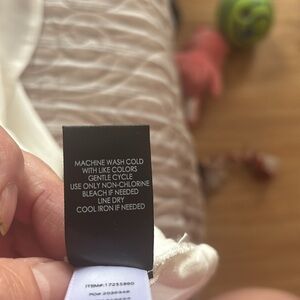 MACHINE WASH COLD
WITH LIKE COLORS
GENTLE CYCLE
USE ONLY NON-CHLORINE
BLEACH IF NEEDED
LINE DRY
COOL IRON IF NEEDED